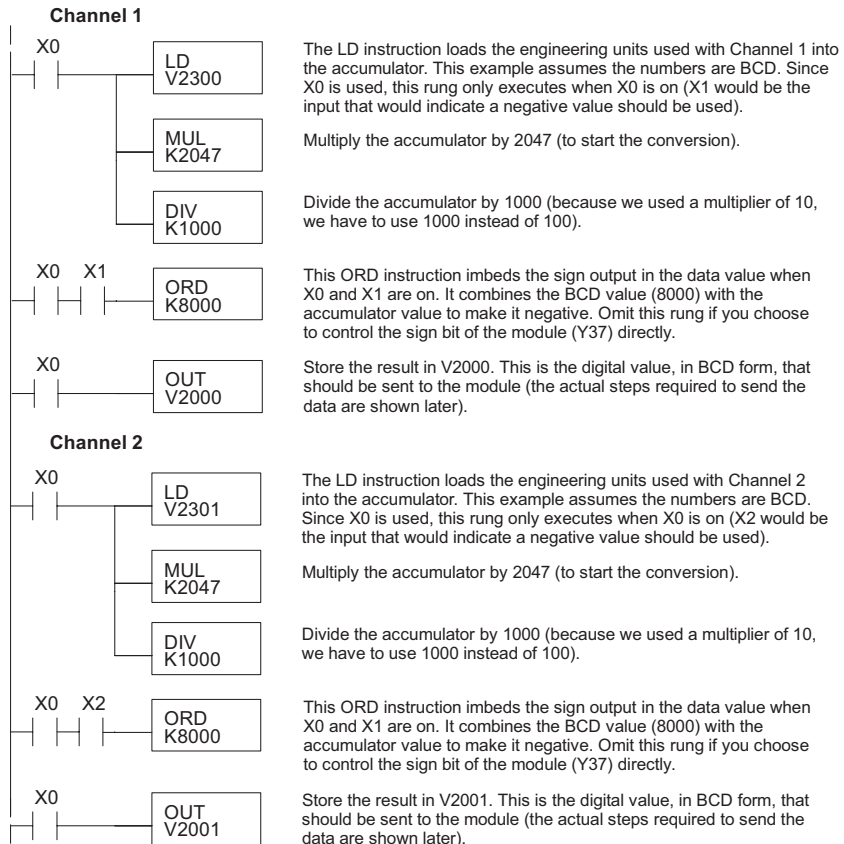 Channel 1
X0
LD
V2300
The LD instruction loads the engineering units used with Channel 1 into
the accumulator. This example assumes the numbers are BCD. Since
X0 is used, this rung only executes when X0 is on (X1 would be the
input that would indicate a negative value should be used).
MUL
K2047
Multiply the accumulator by 2047 (to start the conversion).
DIV
K1000
Divide the accumulator by 1000 (because we used a multiplier of 10,
we have to use 1000 instead of 100).
X0 X1
ORD
K8000
This ORD instruction imbeds the sign output in the data value when
X0 and X1 are on. It combines the BCD value (8000) with the
accumulator value to make it negative. Omit this rung if you choose
to control the sign bit of the module (Y37) directly.
X0
OUT
V2000
Store the result in V2000. This is the digital value, in BCD form, that
should be sent to the module (the actual steps required to send the
data are shown later).
Channel 2
X0
LD
V2301
The LD instruction loads the engineering units used with Channel 2
into the accumulator. This example assumes the numbers are BCD.
Since X0 is used, this rung only executes when X0 is on (X2 would be
the input that would indicate a negative value should be used).
MUL
K2047
Multiply the accumulator by 2047 (to start the conversion).
DIV
K1000
Divide the accumulator by 1000 (because we used a multiplier of 10,
we have to use 1000 instead of 100).
X0 X2
ORD
K8000
This ORD instruction imbeds the sign output in the data value when
X0 and X1 are on. It combines the BCD value (8000) with the
accumulator value to make it negative. Omit this rung if you choose
to control the sign bit of the module (Y37) directly.
X0
OUT
V2001
Store the result in V2001. This is the digital value, in BCD form, that
should be sent to the module (the actual steps required to send the
data are shown later).